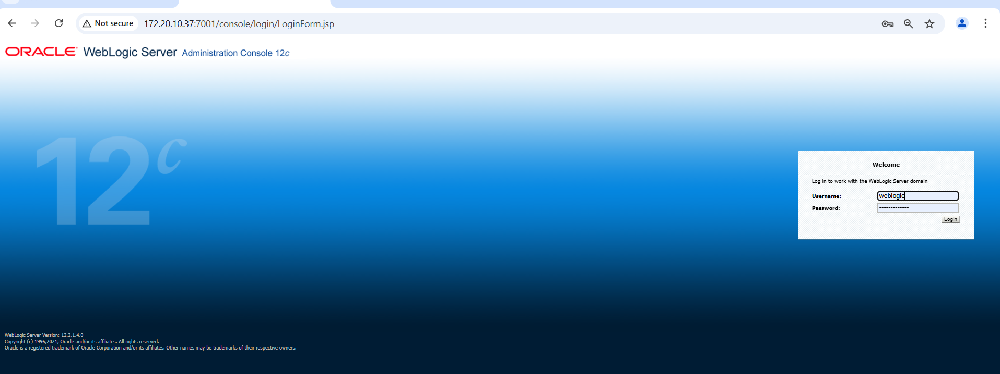 Not secure 172.20.10.37:7001/console/login/LoginForm.jsp
ORACLE WebLogic Server Administration Console 12c
12c
Welcome
Log in to work with the WebLogic Server domain
Username: weblogic
Password: •••••••••••••
Login
WebLogic Server Version: 12.2.1.4.0
Copyright (c) 1996,2021, Oracle and/or its affiliates. All rights reserved.
Oracle is a registered trademark of Oracle Corporation and/or its affiliates. Other names may be trademarks of their respective owners.